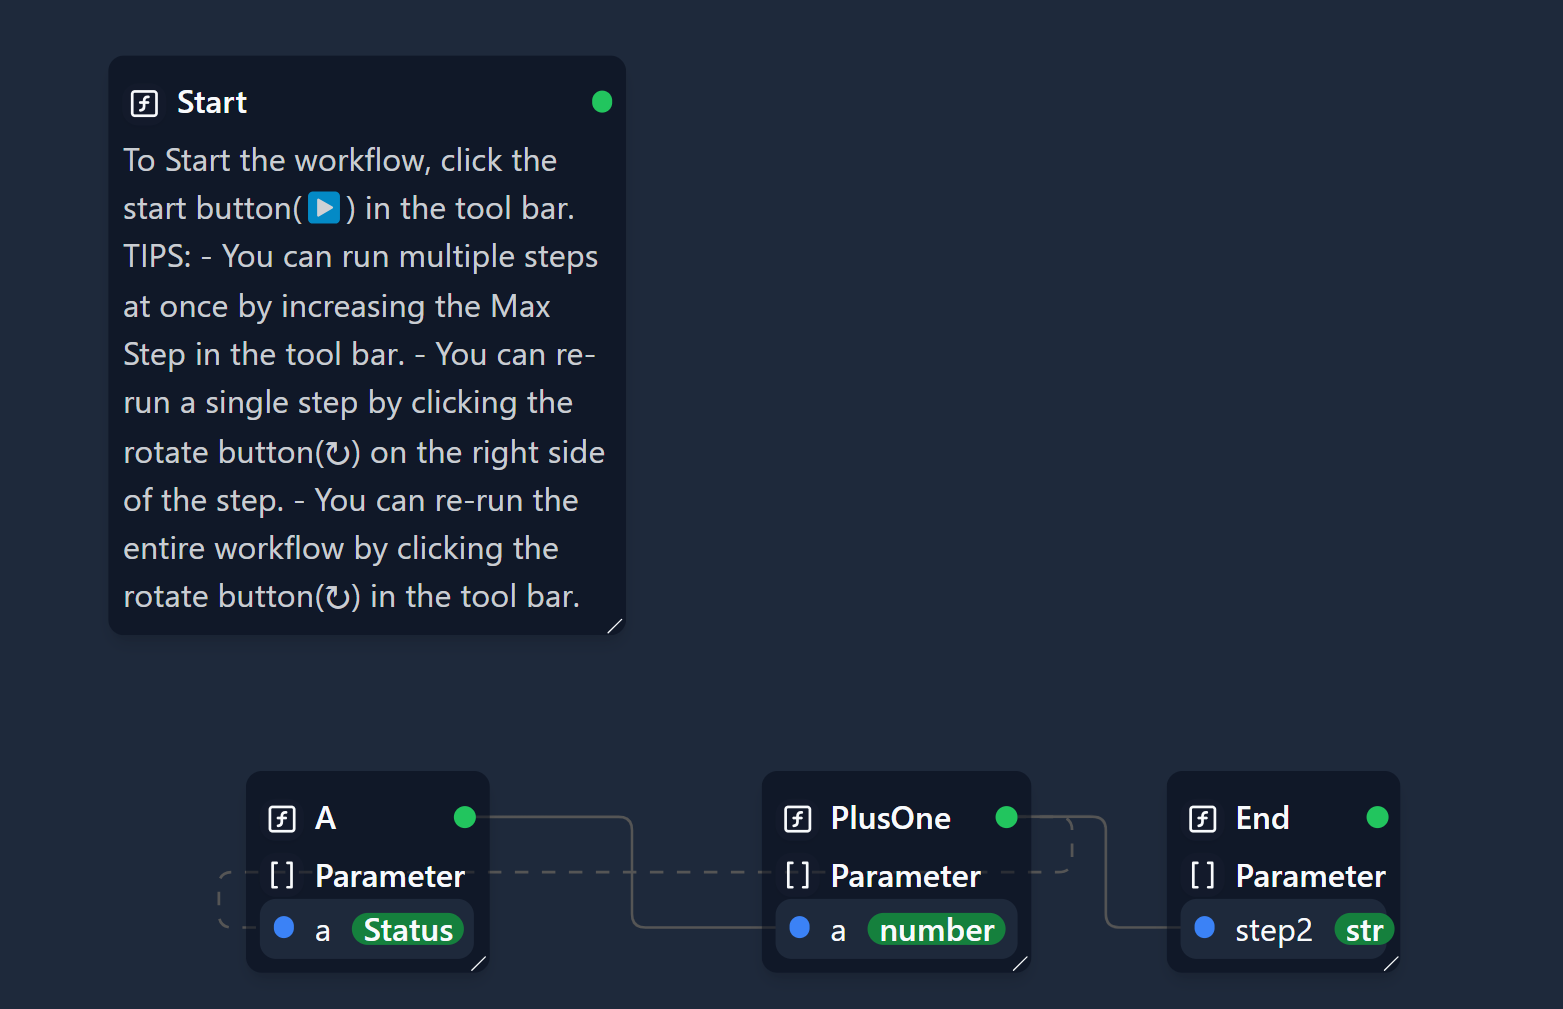 Start
To Start the workflow, click the
start button(▶️) in the tool bar.
TIPS: - You can run multiple steps
at once by increasing the Max
Step in the tool bar. - You can re-
run a single step by clicking the
rotate button(↻) on the right side
of the step. - You can re-run the
entire workflow by clicking the
rotate button(↻) in the tool bar.
A
[] Parameter
a Status
PlusOne
[] Parameter
a number
End
[] Parameter
step2 str